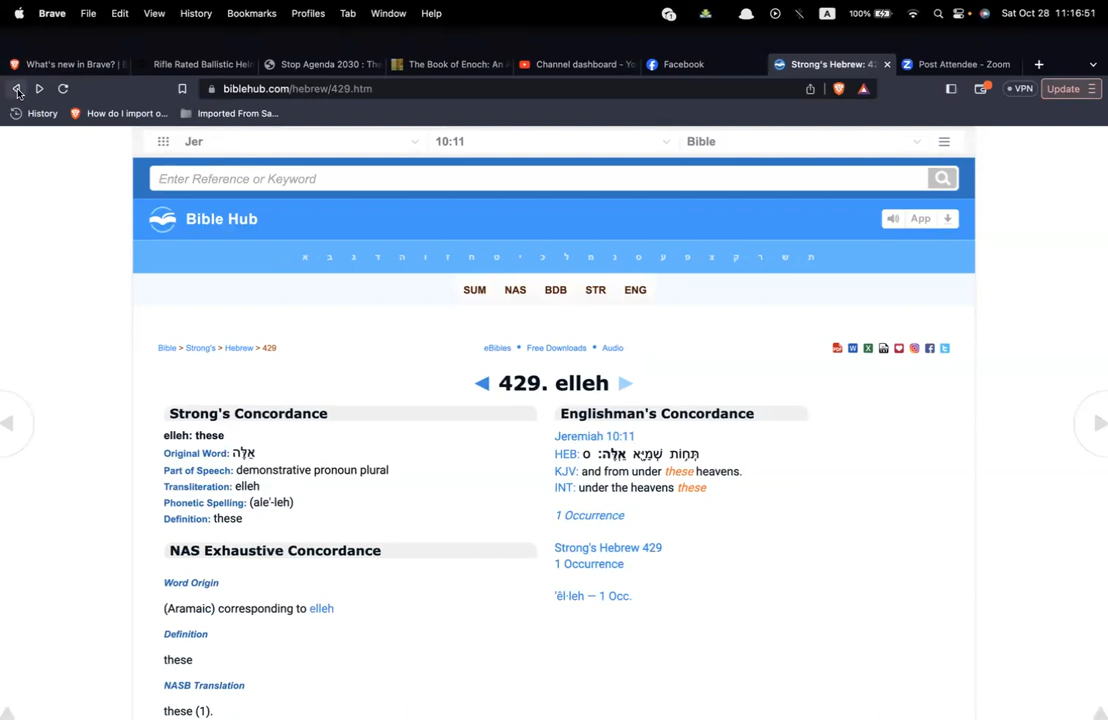 Brave File Edit View History Bookmarks Profiles Tab Window Help A 100% Sat Oct 28 11:16:51
What's new in Brave? | Rifle Rated Ballistic Hel Stop Agenda 2030 : The The Book of Enoch: An Channel dashboard - Yo Facebook Strong's Hebrew: 42 Post Attendee - Zoom
biblehub.com/hebrew/429.htm VPN Update
History How do I import o... Imported From Sa...
Jer 10:11 Bible
Enter Reference or Keyword
Bible Hub App
א ב ג ד ה ו ז ח ט י כ ל מ נ ס ע פ צ ק ר ש ת
SUM NAS BDB STR ENG
Bible > Strong's > Hebrew > 429 eBibles • Free Downloads • Audio
429. elleh
Strong's Concordance
elleh: these
Original Word: אֵלֶּה
Part of Speech: demonstrative pronoun plural
Transliteration: elleh
Phonetic Spelling: (ale'-leh)
Definition: these
NAS Exhaustive Concordance
Word Origin
(Aramaic) corresponding to elleh
Definition
these
NASB Translation
these (1).
Englishman's Concordance
Jeremiah 10:11
HEB: תְּח֥וֹת שְׁמַיָּ֖א אֵֽלֶּה׃ ס
KJV: and from under these heavens.
INT: under the heavens these
1 Occurrence
Strong's Hebrew 429
1 Occurrence
'êl·leh — 1 Occ.